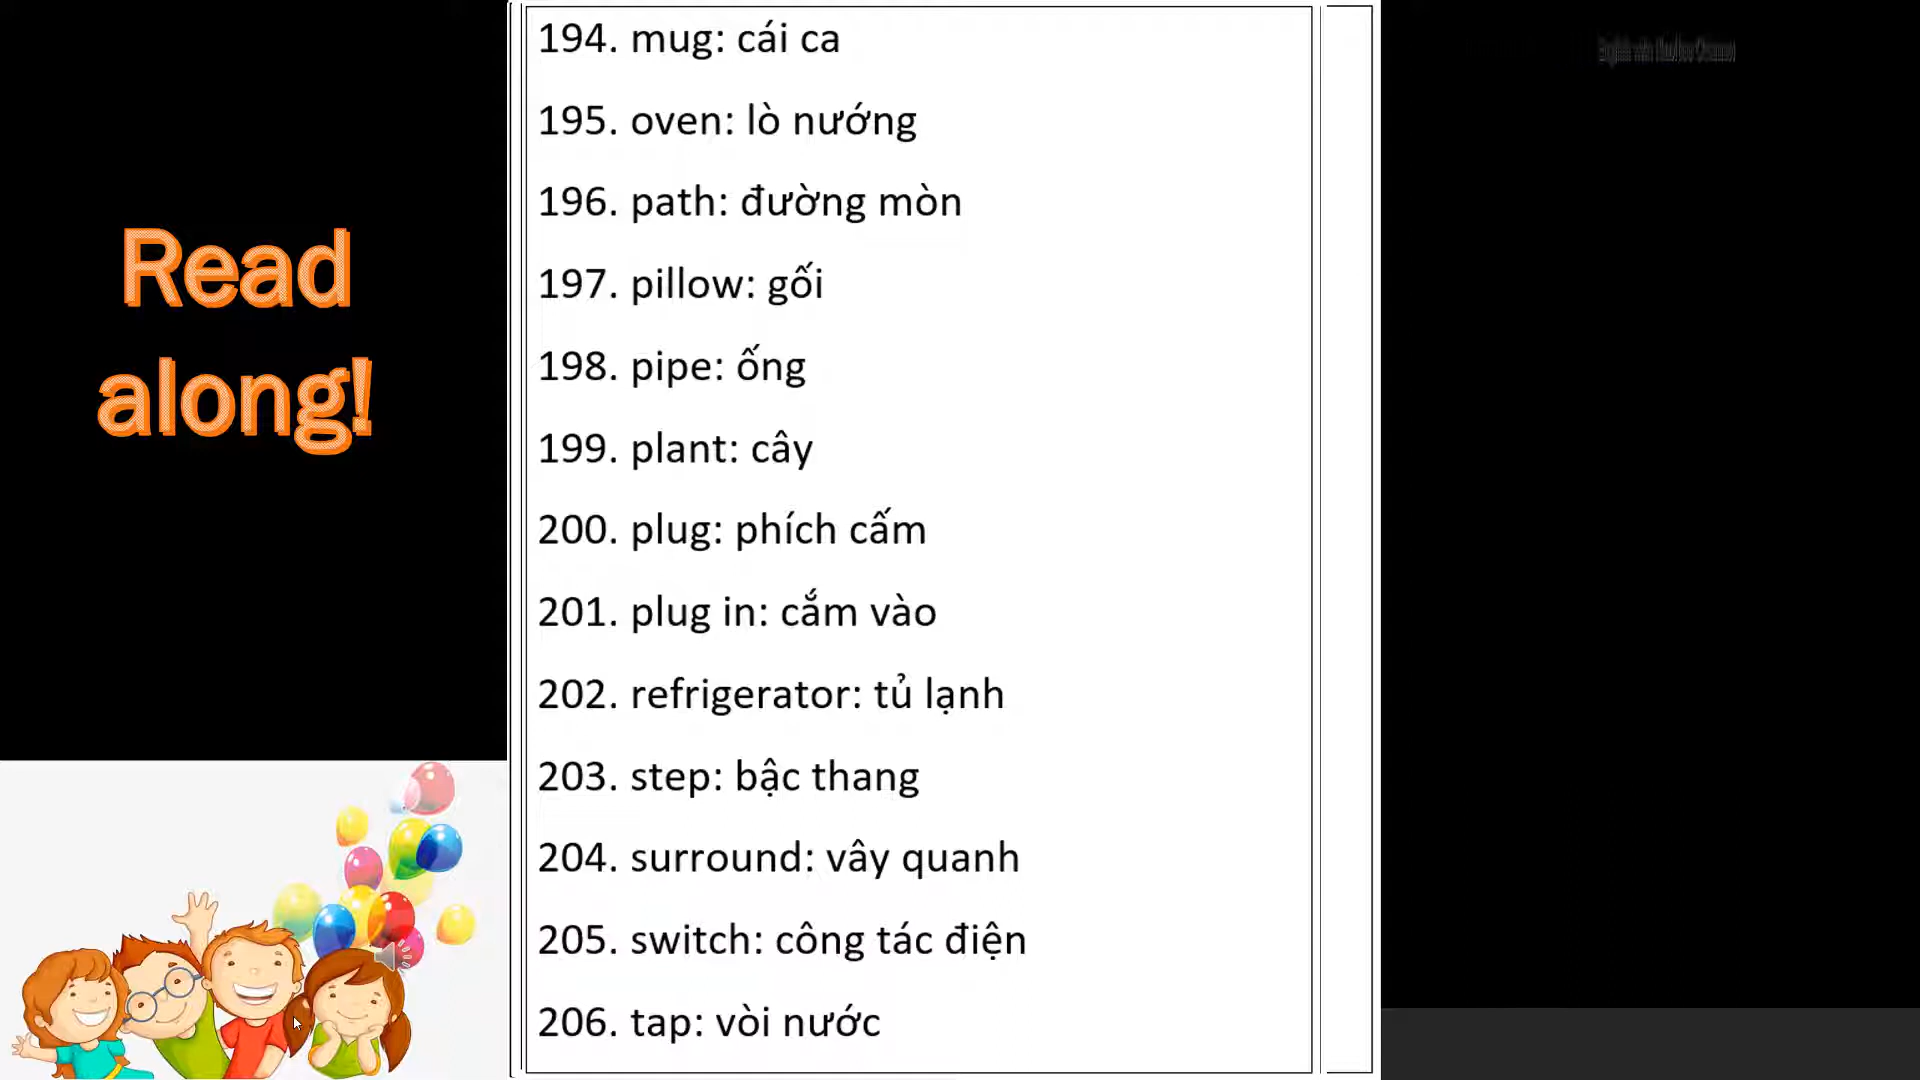 Read
along!
194. mug: cái ca
195. oven: lò nướng
196. path: đường mòn
197. pillow: gối
198. pipe: ống
199. plant: cây
200. plug: phích cấm
201. plug in: cắm vào
202. refrigerator: tủ lạnh
203. step: bậc thang
204. surround: vây quanh
205. switch: công tác điện
206. tap: vòi nước